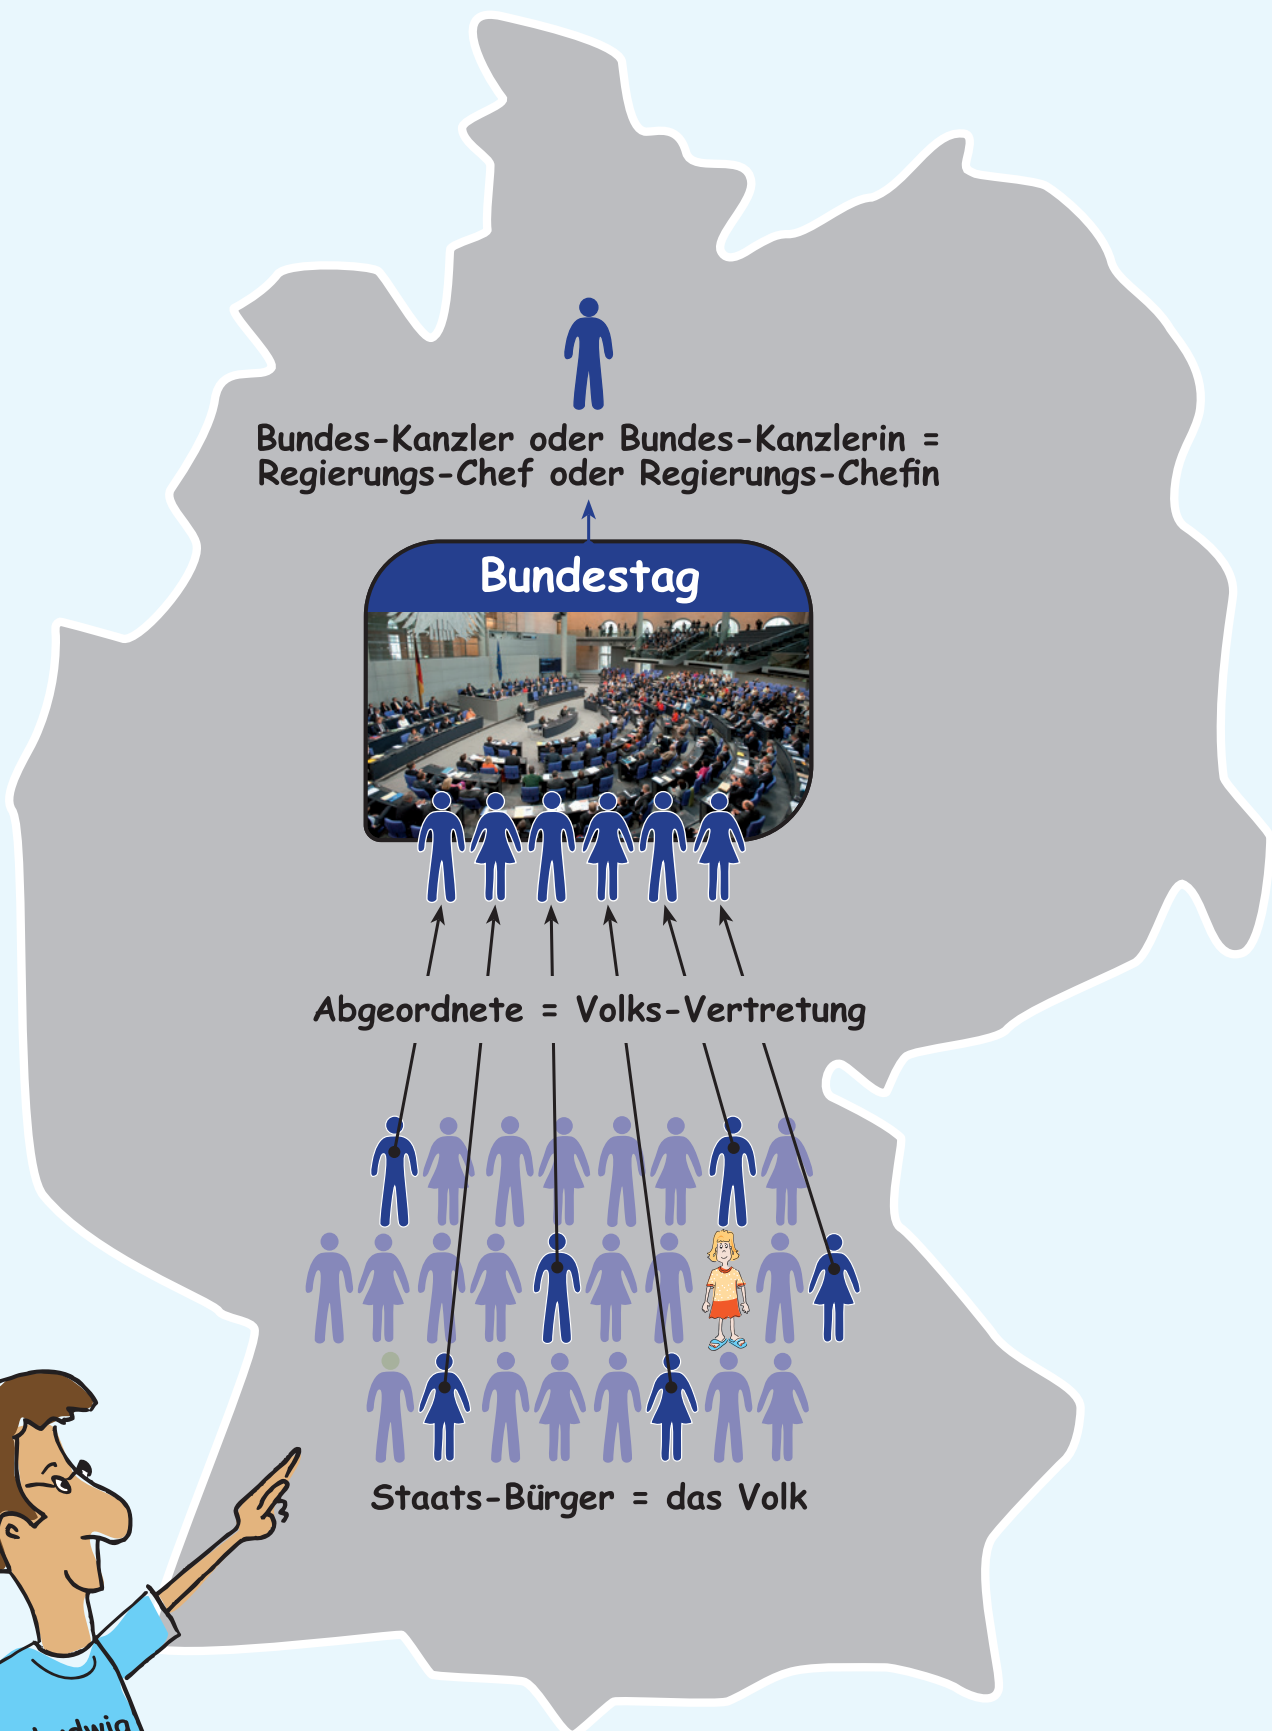 Bundes-Kanzler oder Bundes-Kanzlerin =
Regierungs-Chef oder Regierungs-Chefin
Bundestag
Abgeordnete = Volks-Vertretung
Staats-Bürger = das Volk